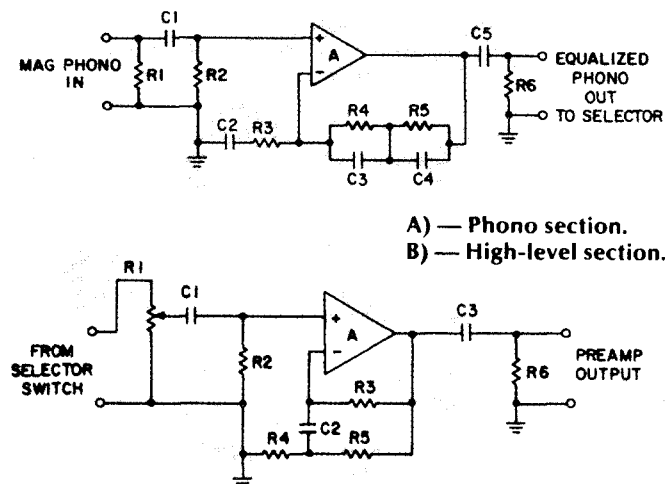 C1
MAG PHONO
IN
R1
R2
+
A
−
C2
R3
R4
R5
C3
C4
C5
R6
EQUALIZED
PHONO
OUT
TO SELECTOR
A) — Phono section.
B) — High-level section.
R1
C1
FROM
SELECTOR
SWITCH
R2
+
A
−
R3
C2
R4
R5
C3
R6
PREAMP
OUTPUT